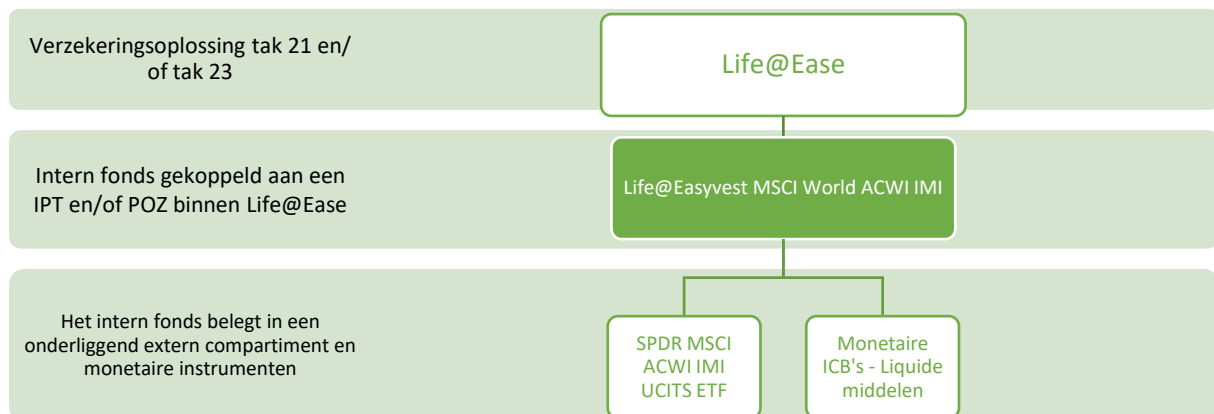 Verzekeringsoplossing tak 21 en/
of tak 23
Life@Ease
Intern fonds gekoppeld aan een
IPT en/of POZ binnen Life@Ease
Life@Easyvest MSCI World ACWI IMI
Het intern fonds belegt in een
onderliggend extern compartiment en
monetaire instrumenten
SPDR MSCI
ACWI IMI
UCITS ETF
Monetaire
ICB's - Liquide
middelen